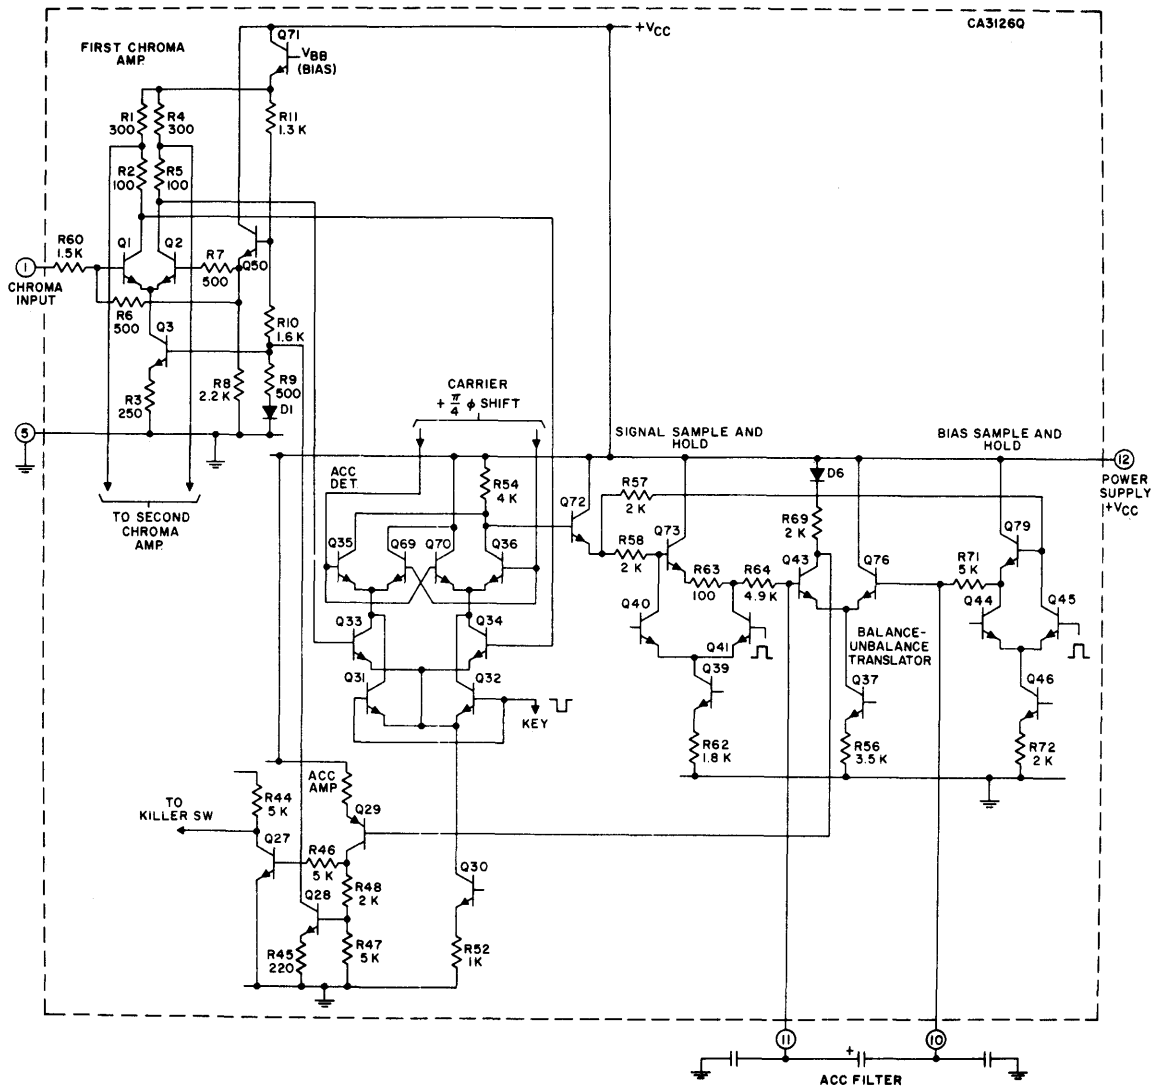 CA3126Q
+VCC
Q71
VBB
(BIAS)
FIRST CHROMA
AMP.
R1
300
R4
300
R11
1.3 K
R2
100
R5
100
R60
1.5K
Q1
Q2
R7
500
Q50
1
CHROMA
INPUT
R6
500
Q3
R10
1.6 K
R3
250
R8
2.2 K
R9
500
D1
5
TO SECOND
CHROMA
AMP.
CARRIER
+ π/4 φ SHIFT
ACC
DET.
R54
4K
SIGNAL SAMPLE AND
HOLD
BIAS SAMPLE AND
HOLD
12
POWER
SUPPLY
+VCC
Q72
R57
2 K
D6
R69
2 K
Q79
Q35
Q69
Q70
Q36
R58
2 K
Q73
R63
100
R64
4.9K
Q43
Q76
R71
5 K
Q33
Q34
Q40
Q41
Q44
Q45
BALANCE-
UNBALANCE
TRANSLATOR
Q31
Q32
KEY
Q39
Q37
Q46
R62
1.8 K
R56
3.5K
R72
2 K
ACC
AMP
R44
5 K
TO
KILLER SW
Q29
Q27
R46
5 K
R48
2 K
Q30
Q28
R45
220
R47
5K
R52
1K
11
10
+
ACC FILTER